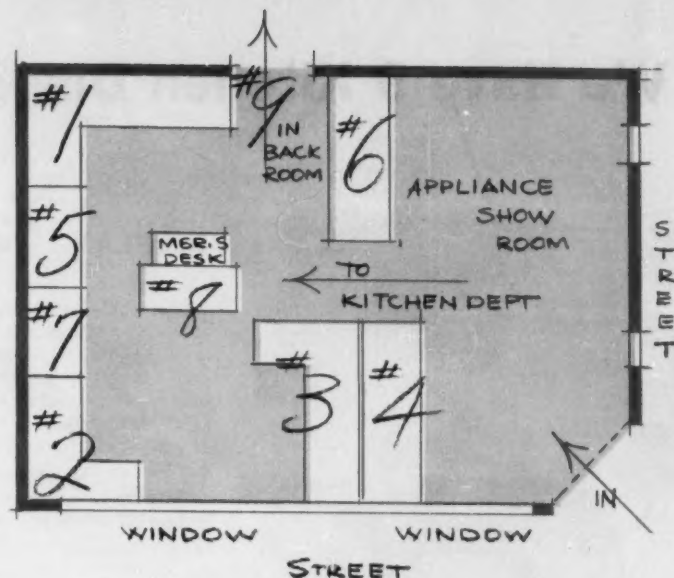 #1
#9
IN
BACK
ROOM
#6
APPLIANCE
SHOW
ROOM
#5
MGR.S
DESK
#8
TO
KITCHEN DEPT
STREET
#7
#3
#4
#2
IN
WINDOW
WINDOW
STREET